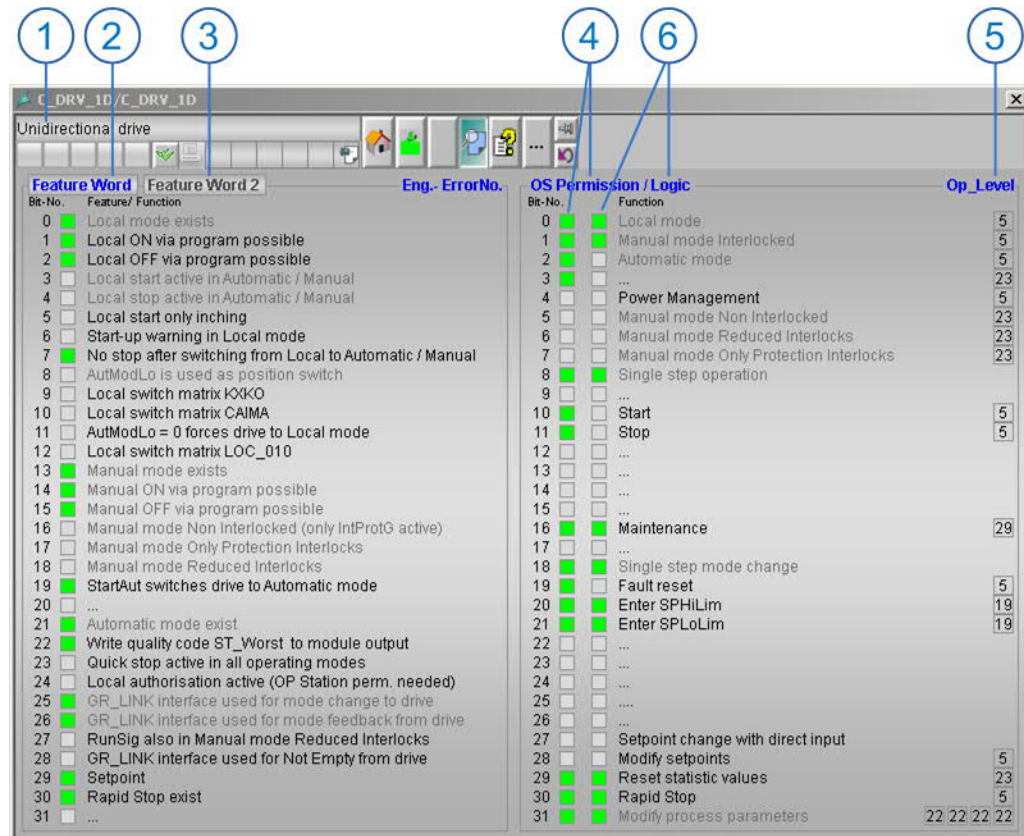 1 2 3 4 6 5
C_DRV_1D/C_DRV_1D
Unidirectional drive
...
Feature Word Feature Word 2 Eng.- ErrorNo.
Bit-No. Feature/ Function
0 Local mode exists
1 Local ON via program possible
2 Local OFF via program possible
3 Local start active in Automatic / Manual
4 Local stop active in Automatic / Manual
5 Local start only inching
6 Start-up warning in Local mode
7 No stop after switching from Local to Automatic / Manual
8 AutModLo is used as position switch
9 Local switch matrix KXKO
10 Local switch matrix CAIMA
11 AutModLo = 0 forces drive to Local mode
12 Local switch matrix LOC_010
13 Manual mode exists
14 Manual ON via program possible
15 Manual OFF via program possible
16 Manual mode Non Interlocked (only IntProtG active)
17 Manual mode Only Protection Interlocks
18 Manual mode Reduced Interlocks
19 StartAut switches drive to Automatic mode
20 ...
21 Automatic mode exist
22 Write quality code ST_Worst to module output
23 Quick stop active in all operating modes
24 Local authorisation active (OP Station perm. needed)
25 GR_LINK interface used for mode change to drive
26 GR_LINK interface used for mode feedback from drive
27 RunSig also in Manual mode Reduced Interlocks
28 GR_LINK interface used for Not Empty from drive
29 Setpoint
30 Rapid Stop exist
31 ...
OS Permission / Logic Op_Level
Bit-No. Function
0 Local mode 5
1 Manual mode Interlocked 5
2 Automatic mode 5
3 ... 23
4 Power Management 5
5 Manual mode Non Interlocked 23
6 Manual mode Reduced Interlocks 23
7 Manual mode Only Protection Interlocks 23
8 Single step operation
9 ...
10 Start 5
11 Stop 5
12 ...
13 ...
14 ...
15 ...
16 Maintenance 29
17 ...
18 Single step mode change
19 Fault reset 5
20 Enter SPHiLim 19
21 Enter SPLoLim 19
22 ...
23 ...
24 ...
25 ....
26 ...
27 Setpoint change with direct input
28 Modify setpoints 5
29 Reset statistic values 23
30 Rapid Stop 5
31 Modify process parameters 22 22 22 22